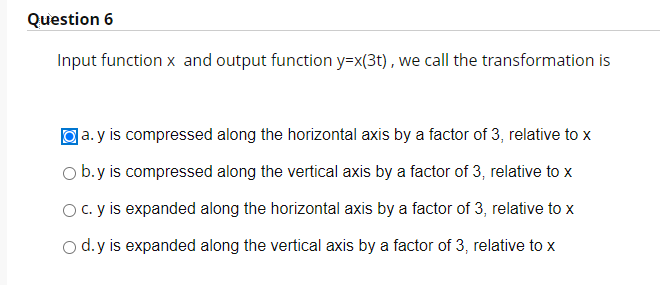 Question 6
Input function x and output function y=x(3t) , we call the transformation is
a. y is compressed along the horizontal axis by a factor of 3, relative to x
b. y is compressed along the vertical axis by a factor of 3, relative to x
c. y is expanded along the horizontal axis by a factor of 3, relative to x
d. y is expanded along the vertical axis by a factor of 3, relative to x